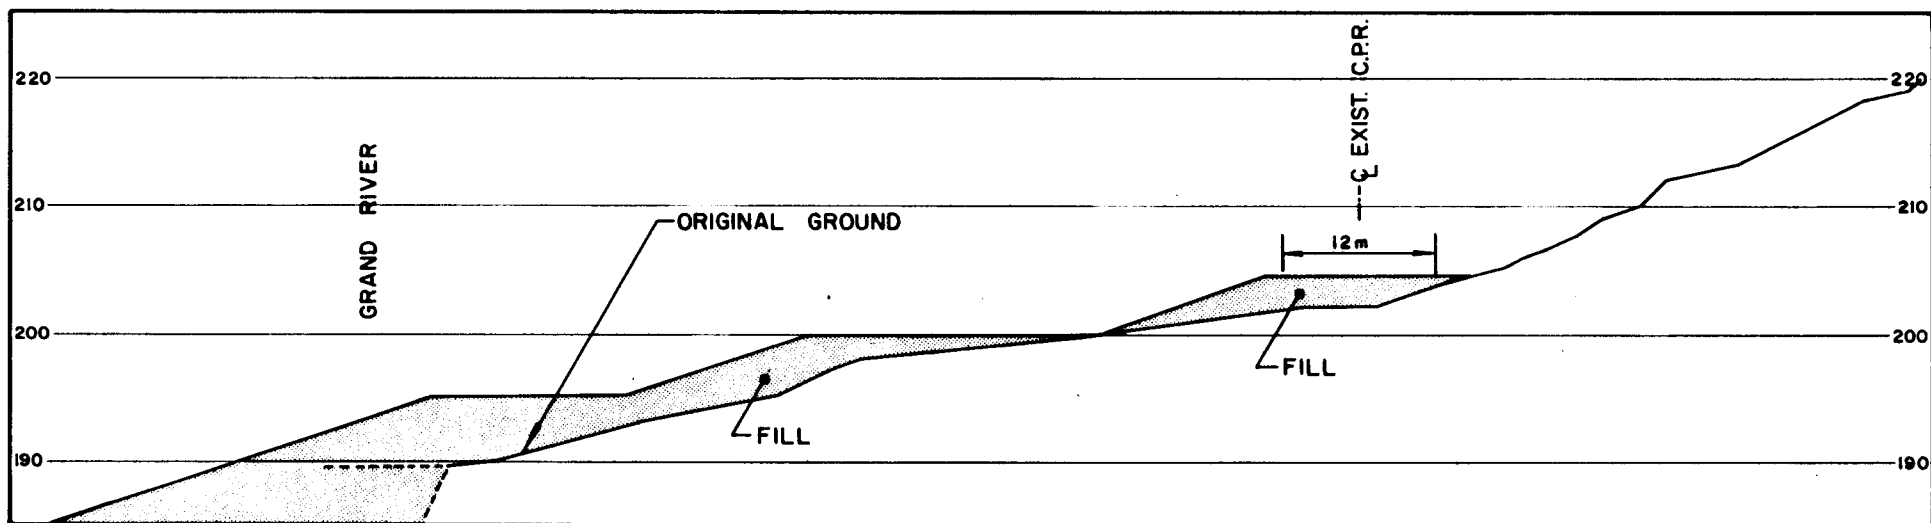 220
220
℄ EXIST. C.P.R.
GRAND RIVER
210
210
ORIGINAL GROUND
12m
200
200
FILL
FILL
190
190